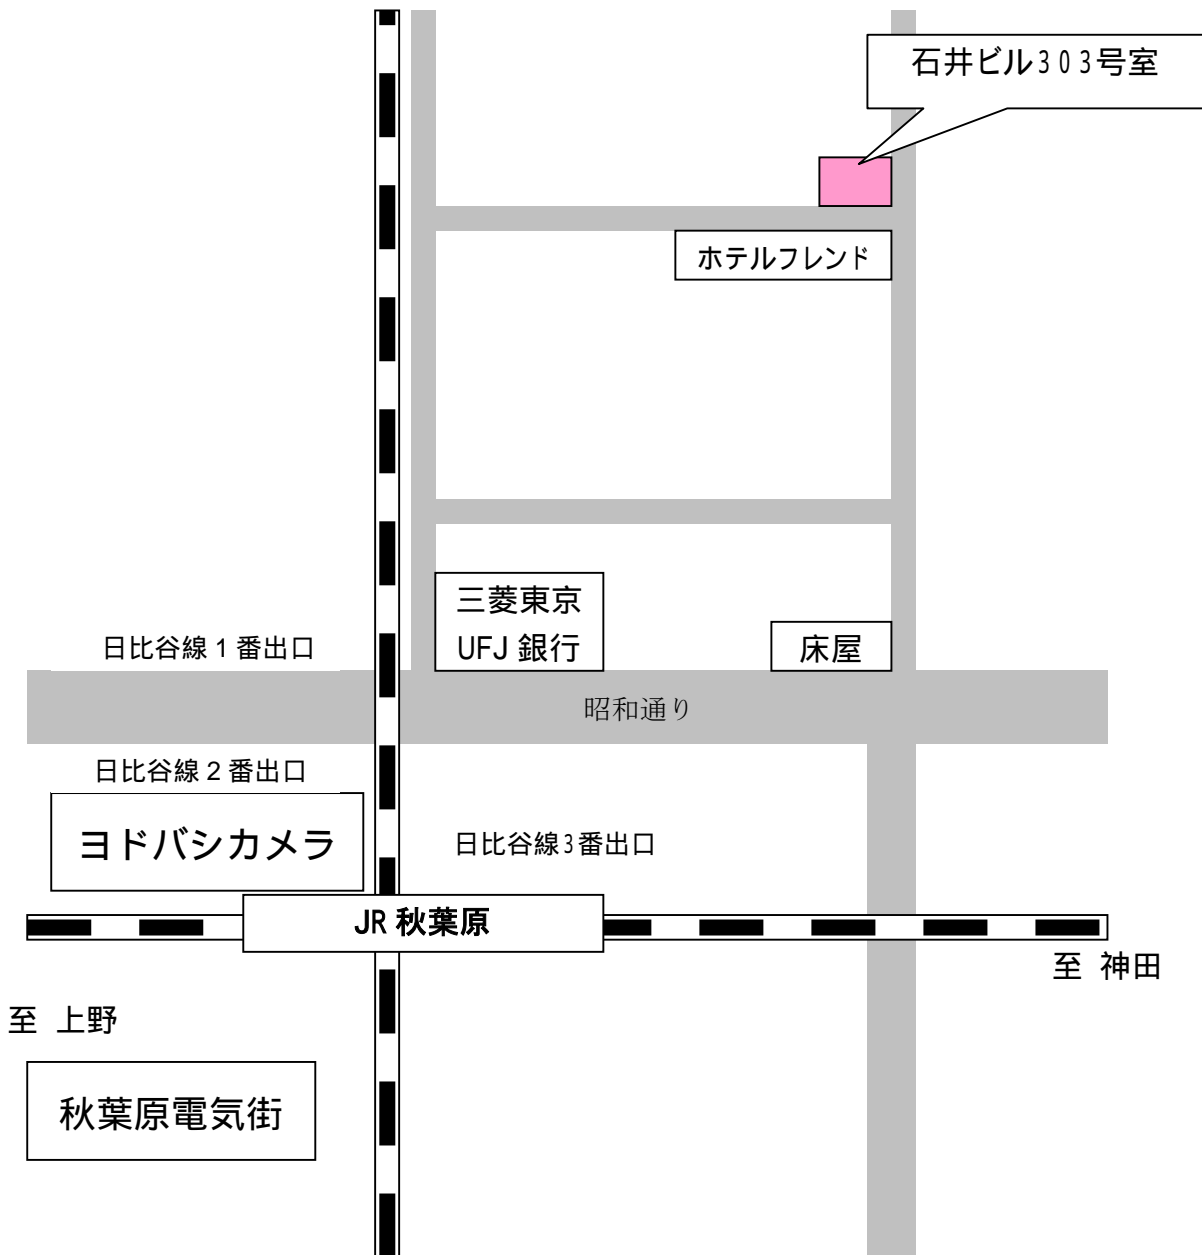 石井ビル303号室
ホテルフレンド
三菱東京
UFJ 銀行
床屋
日比谷線 1 番出口
昭和通り
日比谷線 2 番出口
ヨドバシカメラ
日比谷線3番出口
JR 秋葉原
至 神田
至 上野
秋葉原電気街